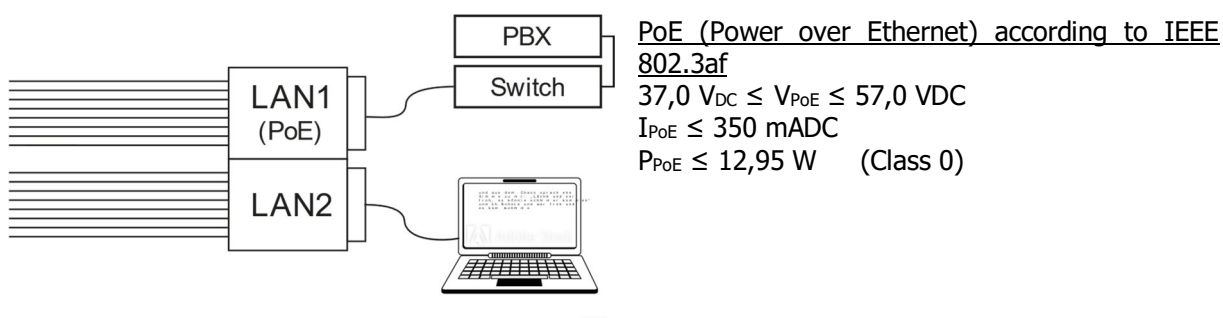 PBX
Switch
LAN1
(PoE)
LAN2
PoE (Power over Ethernet) according to IEEE
802.3af
37,0 VDC ≤ VPoE ≤ 57,0 VDC
IPoE ≤ 350 mADC
PPoE ≤ 12,95 W (Class 0)